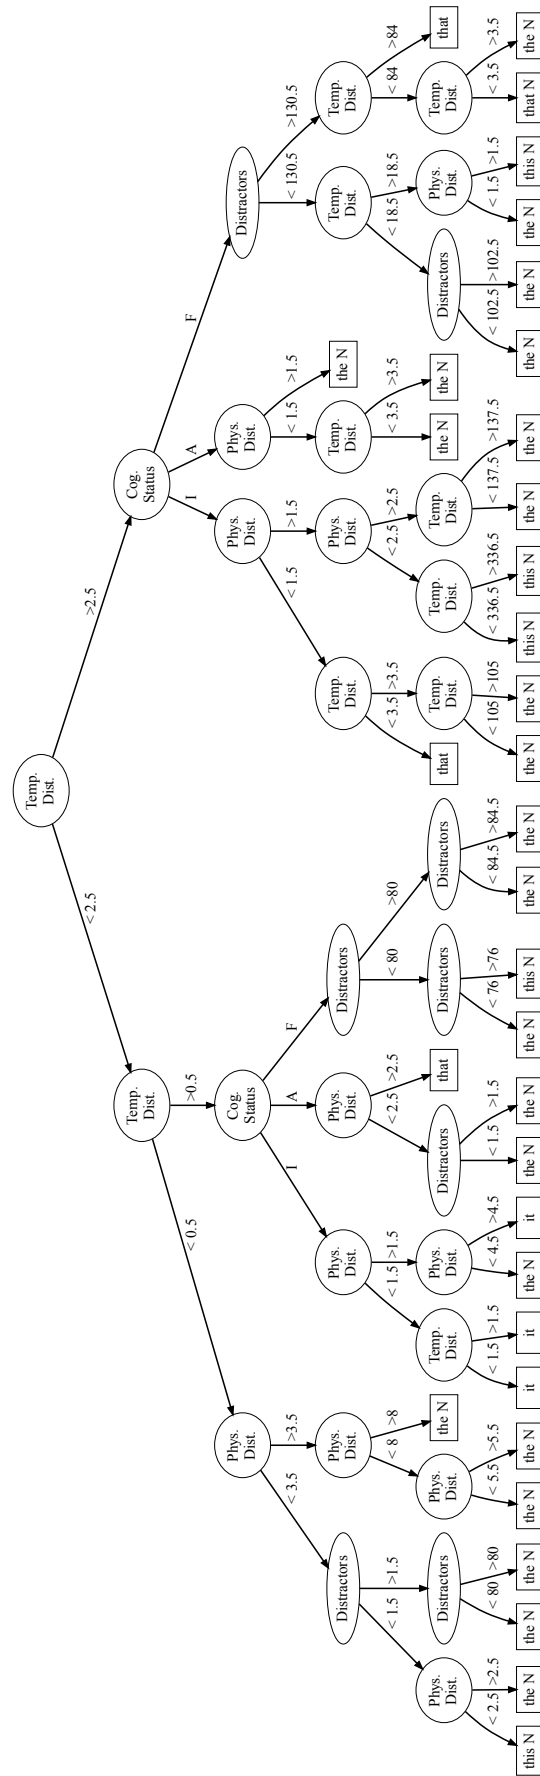 Temp.
Dist.
< 2.5
>2.5
Temp.
Dist.
Cog.
Status
< 0.5
>0.5
I
A
F
Phys.
Dist.
Cog.
Status
Phys.
Dist.
Phys.
Dist.
Distractors
< 3.5
>3.5
I
A
F
< 1.5
>1.5
< 1.5
>1.5
< 130.5
>130.5
Distractors
Phys.
Dist.
Phys.
Dist.
Phys.
Dist.
Distractors
Temp.
Dist.
Phys.
Dist.
Temp.
Dist.
the N
Temp.
Dist.
Temp.
Dist.
< 1.5
>1.5
< 8
>8
< 1.5
>1.5
< 2.5
>2.5
< 80
>80
< 3.5
>3.5
< 2.5
>2.5
< 3.5
>3.5
< 18.5
>18.5
< 84
>84
Phys.
Dist.
Distractors
Phys.
Dist.
the N
Temp.
Dist.
Phys.
Dist.
Distractors
that
Distractors
Distractors
that
Temp.
Dist.
Temp.
Dist.
Temp.
Dist.
the N
the N
Distractors
Phys.
Dist.
Temp.
Dist.
that
< 2.5
>2.5
< 80
>80
< 5.5
>5.5
< 1.5
>1.5
< 4.5
>4.5
< 1.5
>1.5
< 76
>76
< 84.5
>84.5
< 105
>105
< 336.5
>336.5
< 137.5
>137.5
< 102.5
>102.5
< 1.5
>1.5
< 3.5
>3.5
this N
the N
the N
the N
the N
the N
it
it
the N
it
the N
the N
the N
this N
the N
the N
the N
the N
this N
this N
the N
the N
the N
the N
the N
this N
that N
the N